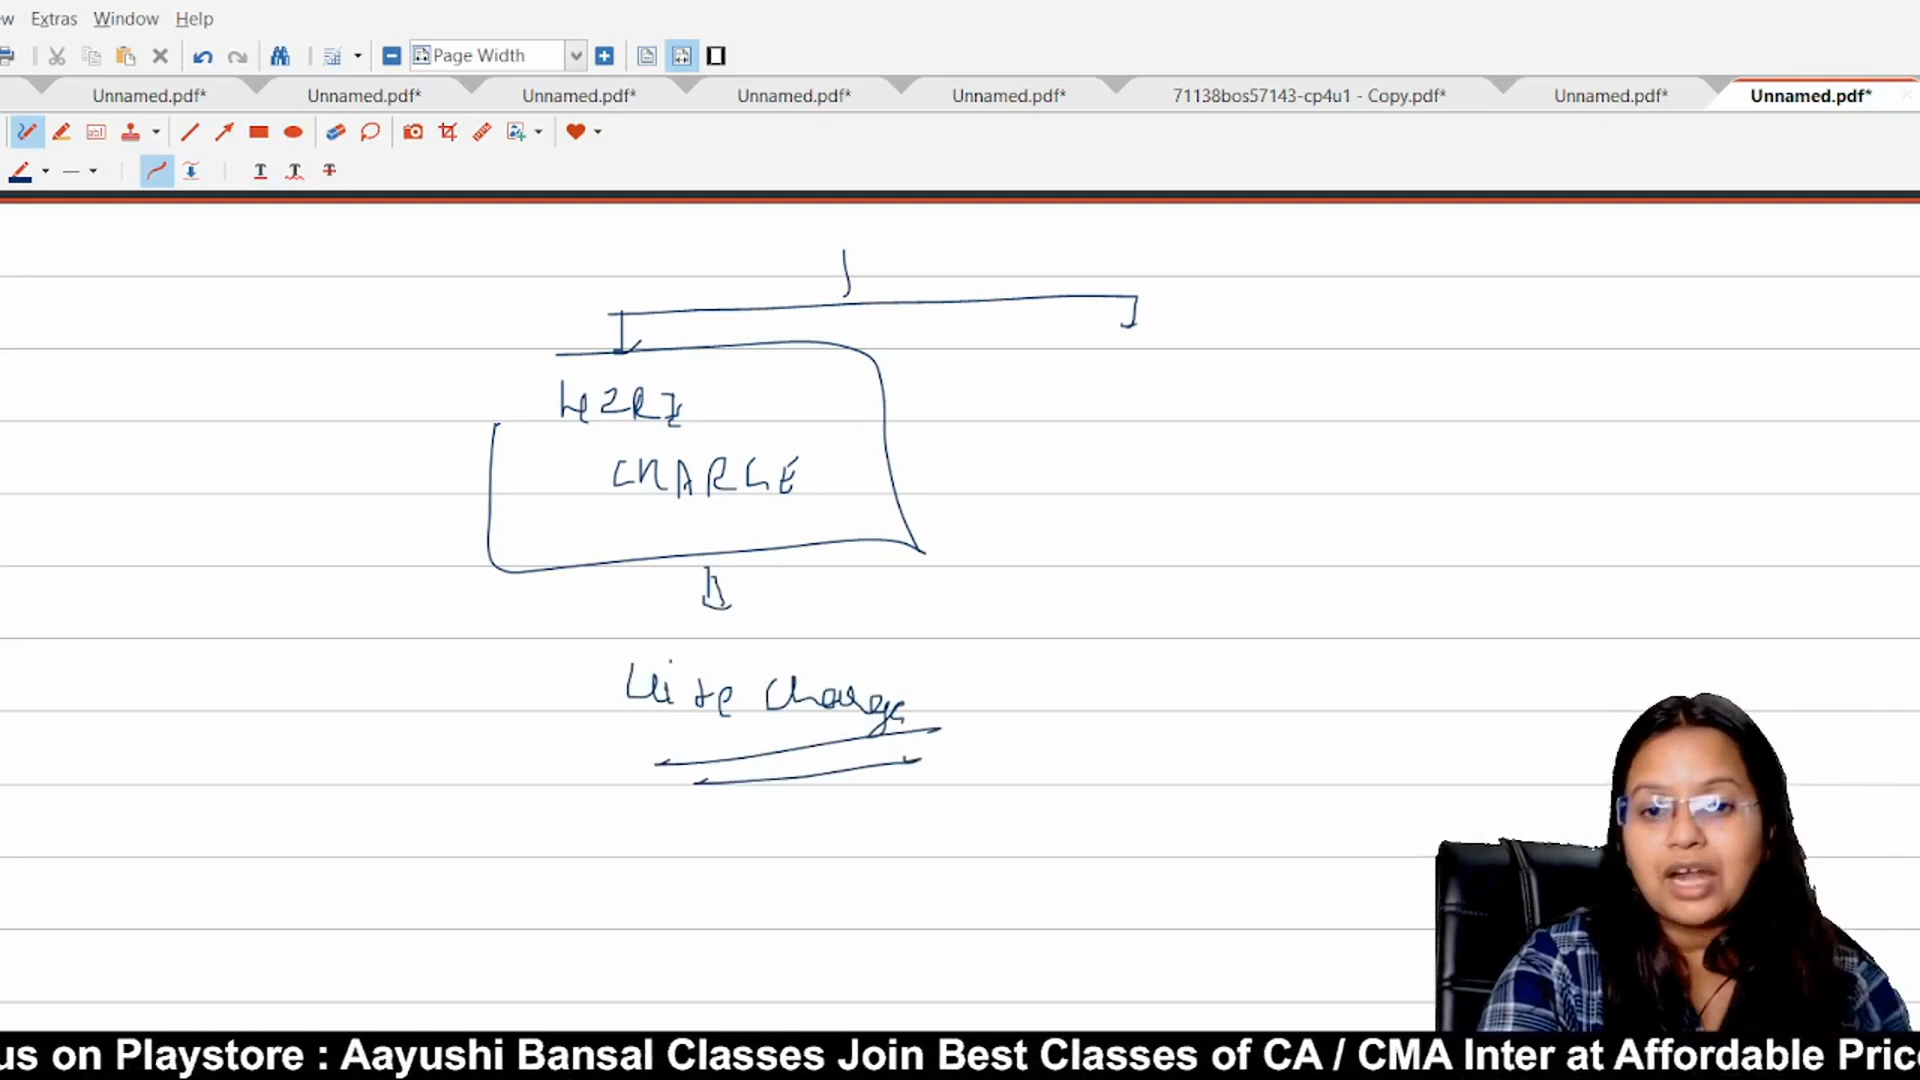 Extras Window Help
Page Width
Unnamed.pdf* Unnamed.pdf* Unnamed.pdf* Unnamed.pdf* Unnamed.pdf* 71138bos57143-cp4u1 - Copy.pdf* Unnamed.pdf* Unnamed.pdf*
CHARGE
charge
us on Playstore : Aayushi Bansal Classes Join Best Classes of CA / CMA Inter at Affordable Pric